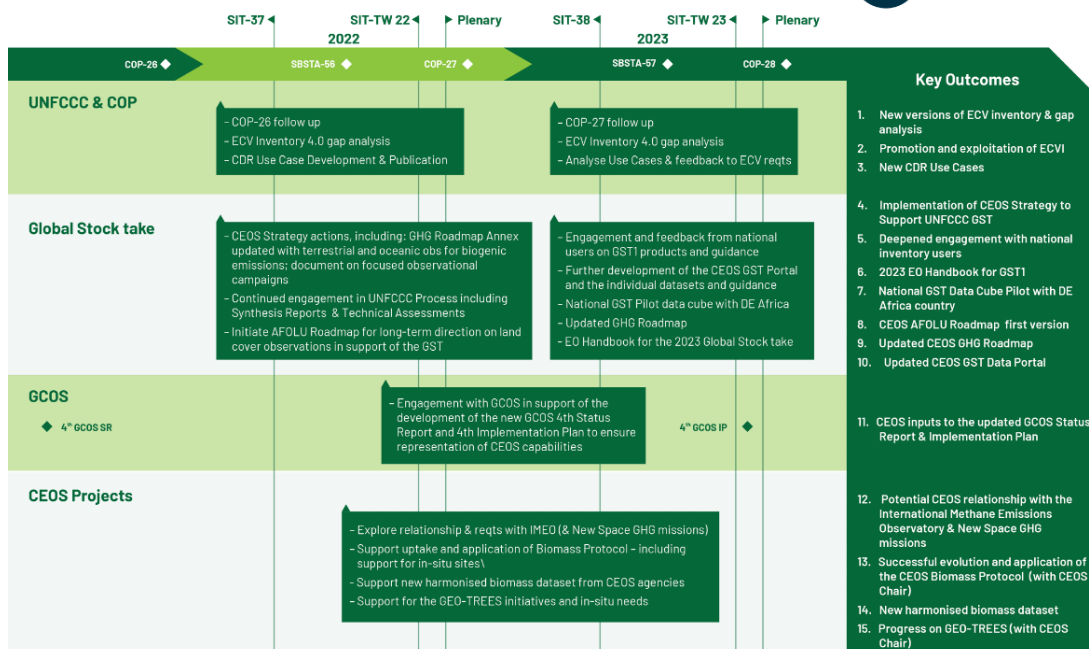 SIT-37
SIT-TW 22
Plenary
SIT-38
SIT-TW 23
Plenary
2022
2023
COP-26
SBSTA-56
COP-27
SBSTA-57
COP-28
UNFCCC & COP
– COP-26 follow up
– ECV Inventory 4.0 gap analysis
– CDR Use Case Development & Publication
– COP-27 follow up
– ECV Inventory 4.0 gap analysis
– Analyse Use Cases & feedback to ECV reqts
Global Stock take
– CEOS Strategy actions, including: GHG Roadmap Annex
updated with terrestrial and oceanic obs for biogenic
emissions; document on focused observational
campaigns
– Continued engagement in UNFCCC Process including
Synthesis Reports & Technical Assessments
– Initiate AFOLU Roadmap for long-term direction on land
cover observations in support of the GST
– Engagement and feedback from national
users on GST1 products and guidance
– Further development of the CEOS GST Portal
and the individual datasets and guidance
– National GST Pilot data cube with DE Africa
– Updated GHG Roadmap
– EO Handbook for the 2023 Global Stock take
GCOS
4th GCOS SR
– Engagement with GCOS in support of the
development of the new GCOS 4th Status
Report and 4th Implementation Plan to ensure
representation of CEOS capabilities
4th GCOS IP
CEOS Projects
– Explore relationship & reqts with IMEO (& New Space GHG missions)
– Support uptake and application of Biomass Protocol – including
support for in-situ sites\
– Support new harmonised biomass dataset from CEOS agencies
– Support for the GEO-TREES initiatives and in-situ needs
Key Outcomes
1. New versions of ECV inventory & gap
analysis
2. Promotion and exploitation of ECVI
3. New CDR Use Cases
4. Implementation of CEOS Strategy to
Support UNFCCC GST
5. Deepened engagement with national
inventory users
6. 2023 EO Handbook for GST1
7. National GST Data Cube Pilot with DE
Africa country
8. CEOS AFOLU Roadmap first version
9. Updated CEOS GHG Roadmap
10. Updated CEOS GST Data Portal
11. CEOS inputs to the updated GCOS Status
Report & Implementation Plan
12. Potential CEOS relationship with the
International Methane Emissions
Observatory & New Space GHG
missions
13. Successful evolution and application of
the CEOS Biomass Protocol (with CEOS
Chair)
14. New harmonised biomass dataset
15. Progress on GEO-TREES (with CEOS
Chair)